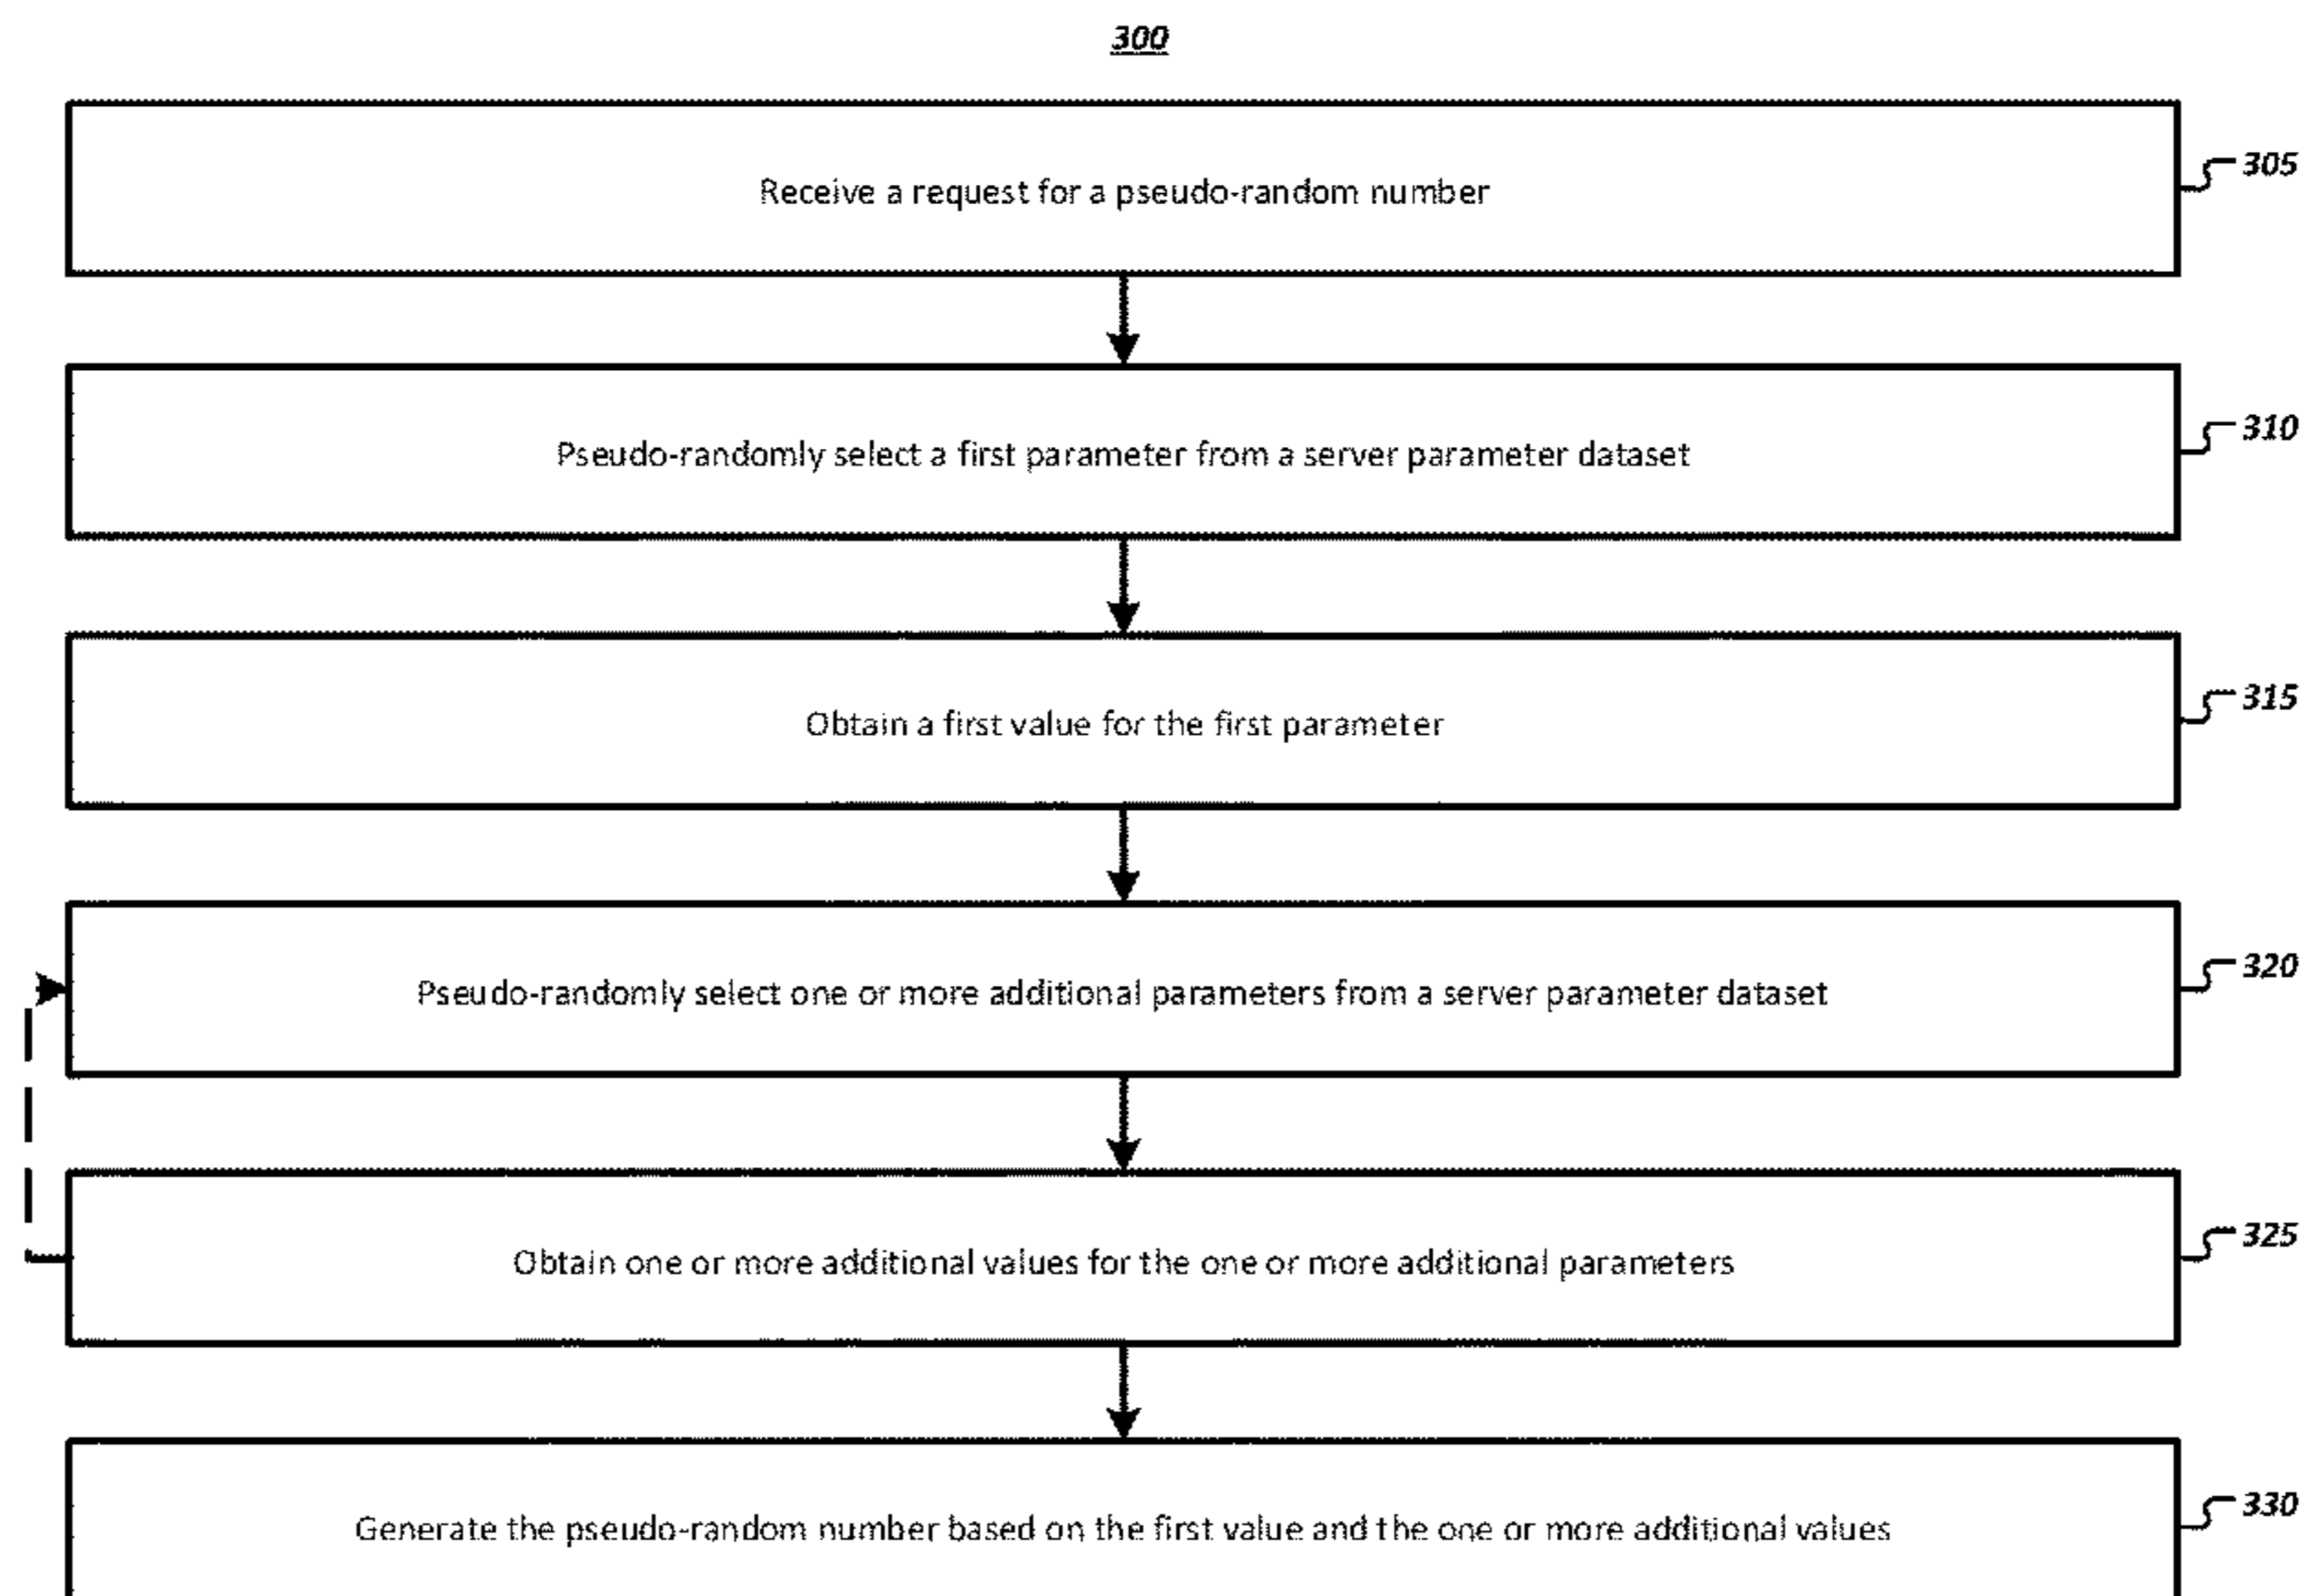 300
Receive a request for a pseudo-random number
305
Pseudo-randomly select a first parameter from a server parameter dataset
310
Obtain a first value for the first parameter
315
Pseudo-randomly select one or more additional parameters from a server parameter dataset
320
Obtain one or more additional values for the one or more additional parameters
325
Generate the pseudo-random number based on the first value and the one or more additional values
330